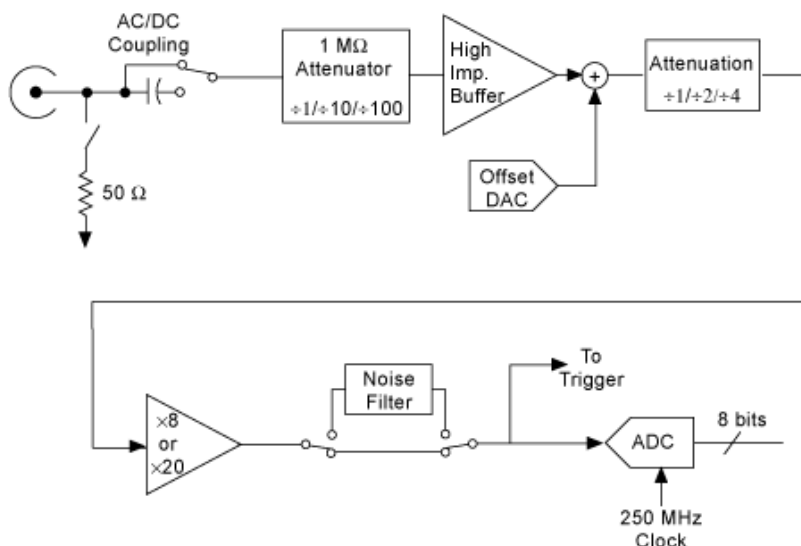 AC/DC
Coupling
1 MΩ
Attenuator
÷1/÷10/÷100
High
Imp.
Buffer
+
Attenuation
÷1/÷2/÷4
50 Ω
Offset
DAC
×8
or
×20
Noise
Filter
To
Trigger
ADC
8 bits
250 MHz
Clock